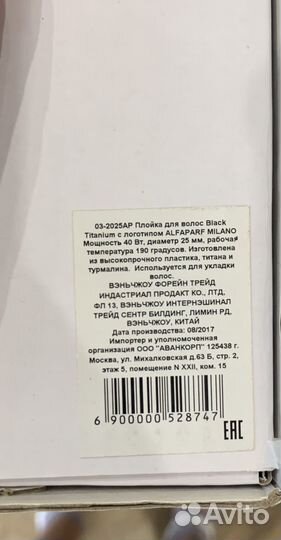 03-2025AP Плойка для волос Black
Titanium с логотипом ALFAPARF MILANO
Мощность 40 Вт, диаметр 25 мм, рабочая
температура 190 градусов. Изготовлена
из высокопрочного пластика, титана и
турмалина. Используется для укладки
волос.
ВЭНЬЧЖОУ ФОРЕЙН ТРЕЙД
ИНДАСТРИАЛ ПРОДАКТ КО., ЛТД.
ФЛ 13, ВЭНЬЧЖОУ ИНТЕРНЭШИНАЛ
ТРЕЙД СЕНТР БИЛДИНГ, ЛИМИН РД,
ВЭНЬЧЖОУ, КИТАЙ
Дата производства: 08/2017
Импортер и уполномоченная
организация ООО "АВАНКОРП" 125438 г.
Москва, ул. Михалковская д.63 Б, стр. 2,
этаж 5, помещение N XXII, ком. 15
6 900000 528747
EAC
Avito